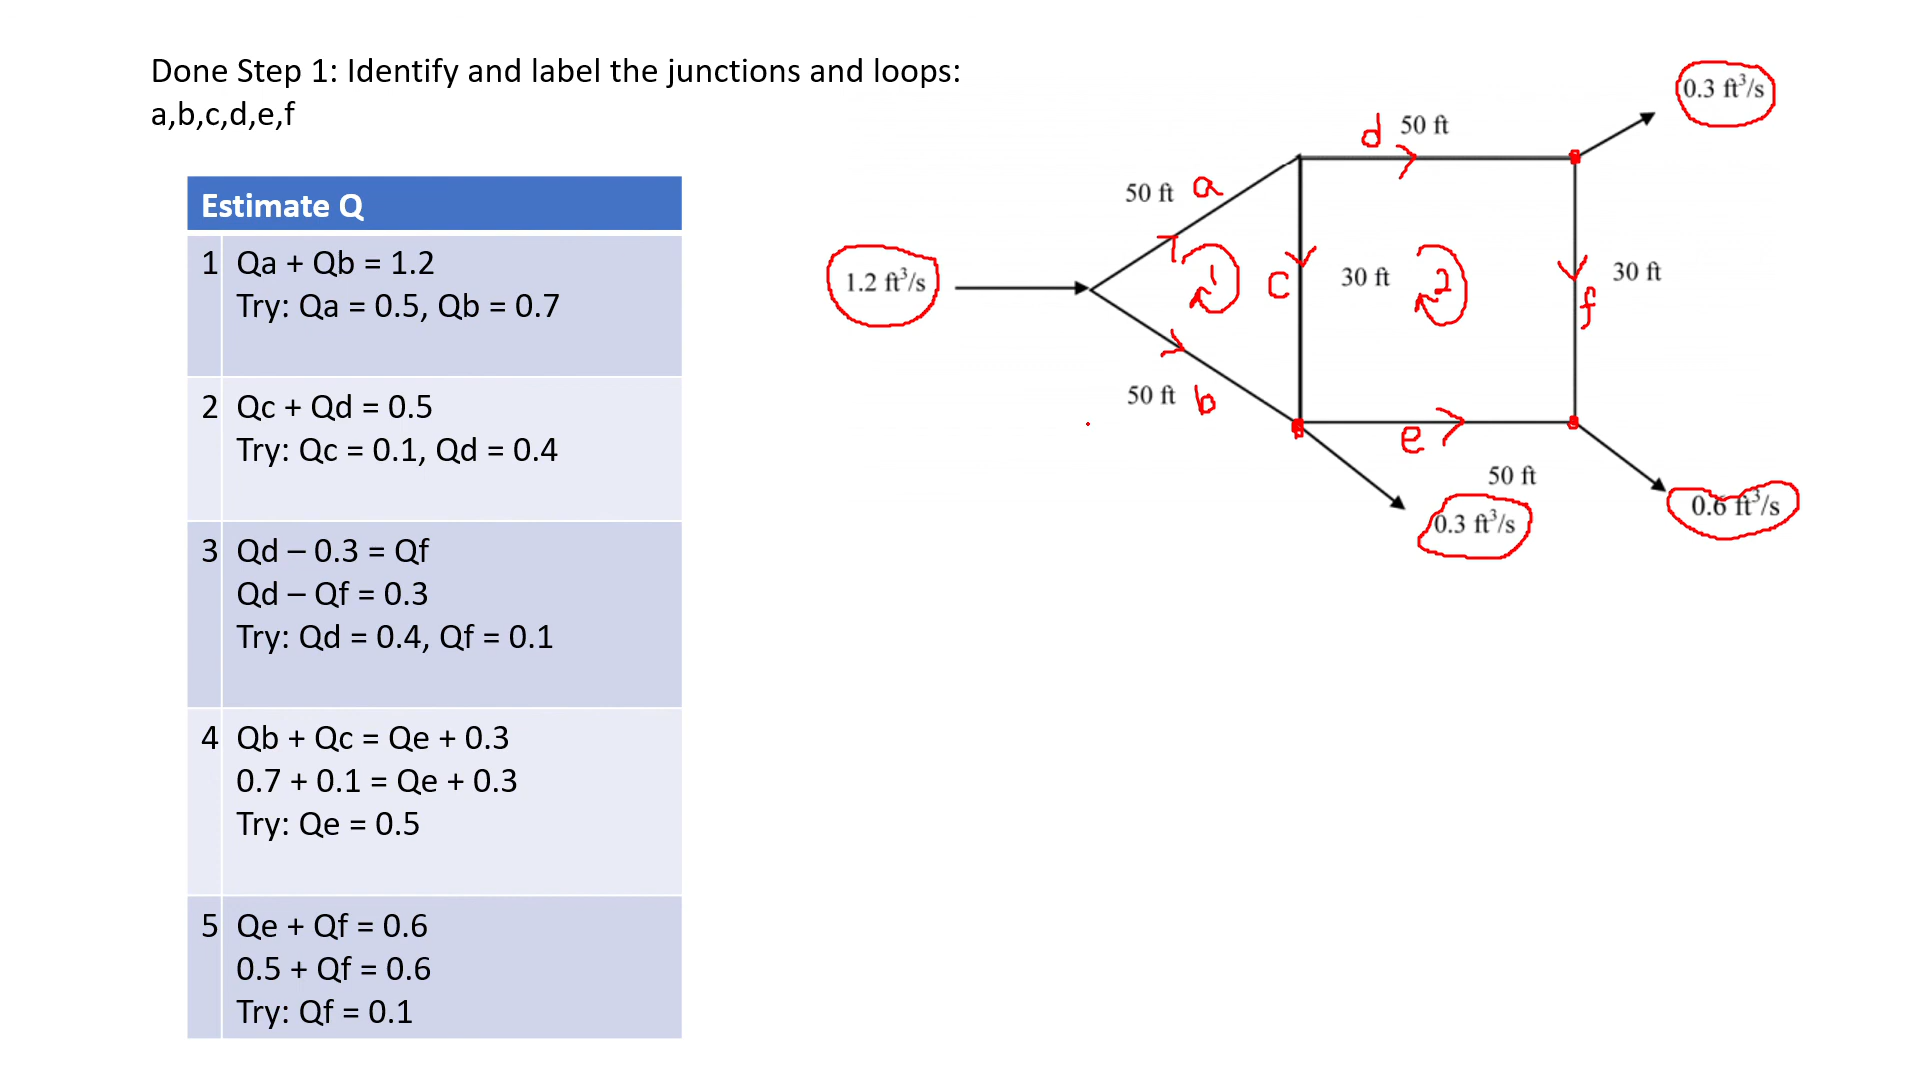 Done Step 1: Identify and label the junctions and loops:
a,b,c,d,e,f
Estimate Q
1 Qa + Qb = 1.2
Try: Qa = 0.5, Qb = 0.7
2 Qc + Qd = 0.5
Try: Qc = 0.1, Qd = 0.4
3 Qd – 0.3 = Qf
Qd – Qf = 0.3
Try: Qd = 0.4, Qf = 0.1
4 Qb + Qc = Qe + 0.3
0.7 + 0.1 = Qe + 0.3
Try: Qe = 0.5
5 Qe + Qf = 0.6
0.5 + Qf = 0.6
Try: Qf = 0.1
0.3 ft³/s
d 50 ft
50 ft a
1.2 ft³/s
1
c 30 ft
2
30 ft
f
50 ft b
e
50 ft
0.3 ft³/s
0.6 ft³/s